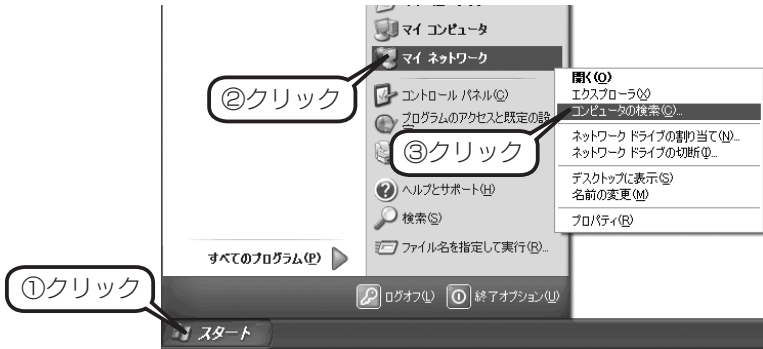 マイ コンピュータ
マイ ネットワーク
コントロール パネル(C)
プログラムのアクセスと既定の設
定
ヘルプとサポート(H)
検索(S)
ファイル名を指定して実行(R)...
すべてのプログラム(P)
ログオフ(L)
終了オプション(U)
スタート
開く(O)
エクスプローラ(X)
コンピュータの検索(C)...
ネットワーク ドライブの割り当て(N)...
ネットワーク ドライブの切断(I)...
デスクトップに表示(S)
名前の変更(M)
プロパティ(R)
①クリック
②クリック
③クリック